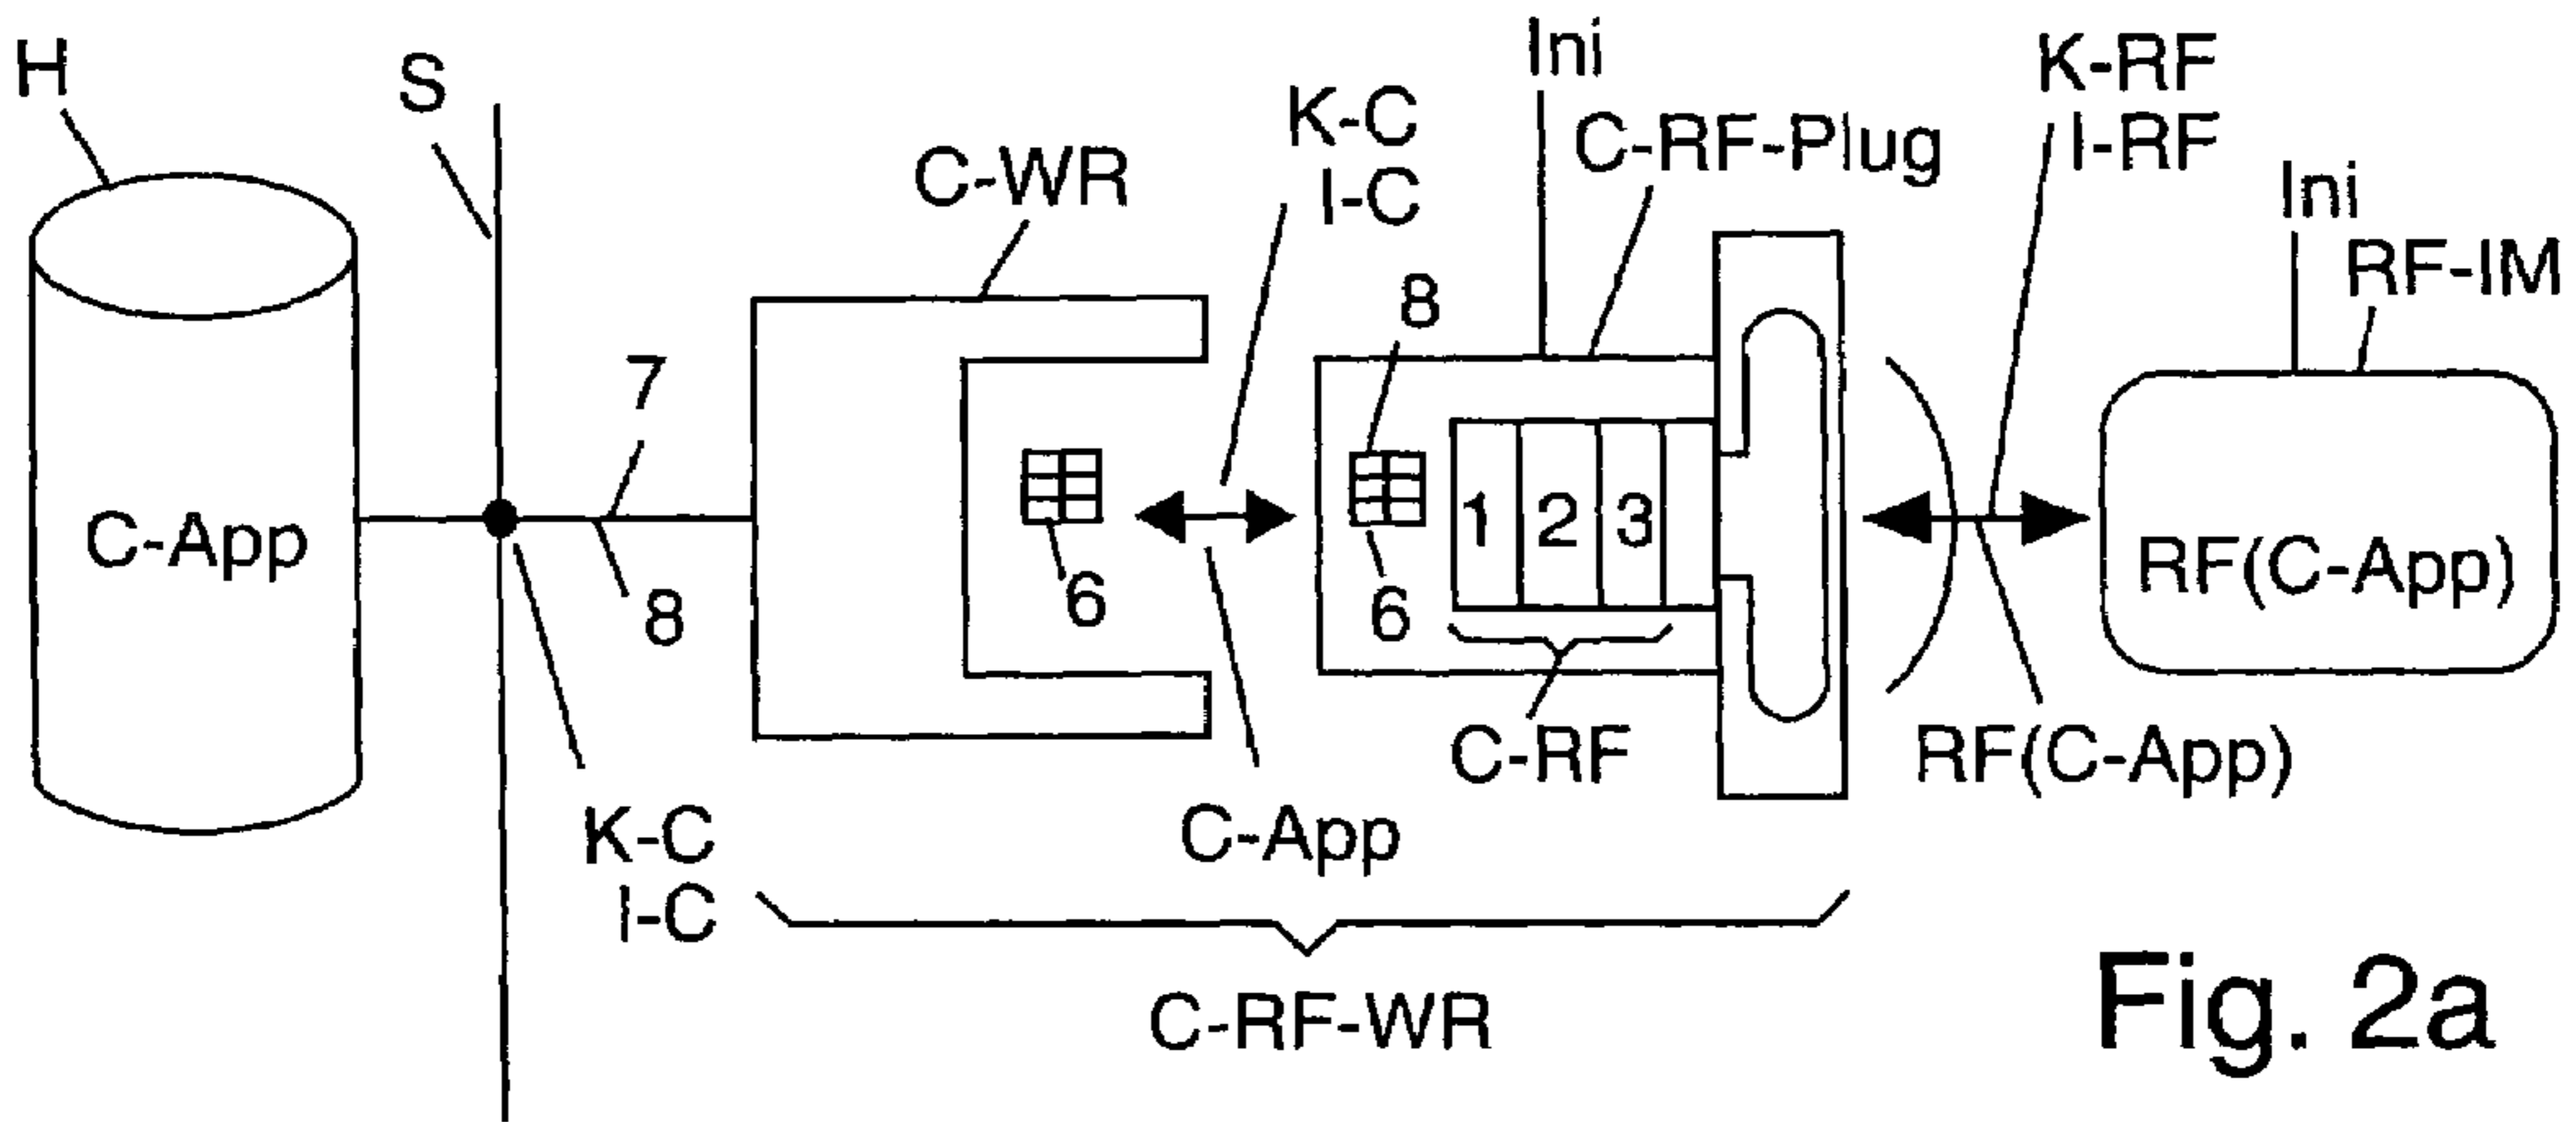 H
S
C-WR
K-C
I-C
Ini
C-RF-Plug
K-RF
I-RF
Ini
RF-IM
7
8
8
6
6
1 2 3
C-App
RF(C-App)
C-RF
RF(C-App)
K-C
I-C
C-App
C-RF-WR
Fig. 2a